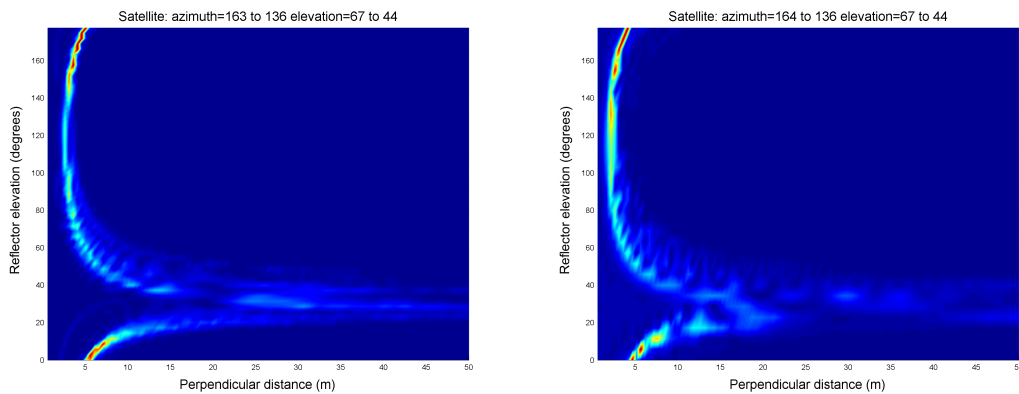 Satellite: azimuth=163 to 136 elevation=67 to 44
Reflector elevation (degrees)
160
140
120
100
80
60
40
20
0
5 10 15 20 25 30 35 40 45 50
Perpendicular distance (m)
Satellite: azimuth=164 to 136 elevation=67 to 44
Reflector elevation (degrees)
160
140
120
100
80
60
40
20
0
5 10 15 20 25 30 35 40 45 5
Perpendicular distance (m)